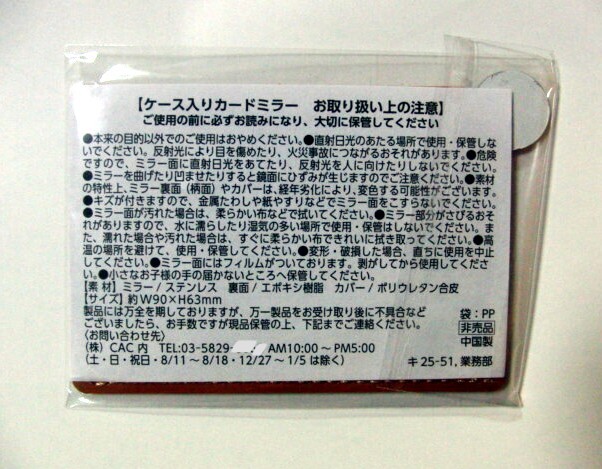 【ケース入りカードミラー　お取り扱い上の注意】
ご使用の前に必ずお読みになり、大切に保管してください
●本来の目的以外でのご使用はおやめください。●直射日光のあたる場所で使用・保管しな
いでください。反射光により目を傷めたり、火災事故につながるおそれがあります。●危険
ですので、ミラー面に直射日光をあてたり、反射光を人に向けたりしないでください。
●ミラーを曲げたり凹ませたりすると鏡面にひずみが生じますのでご注意ください。●素材
の特性上、ミラー裏面（柄面）やカバーは、経年劣化により、変色する可能性がございます。
●キズが付きますので、金属たわしや紙やすりなどでミラー面をこすらないでください。
●ミラー面が汚れた場合は、柔らかい布などで拭いてください。●ミラー部分がさびるおそ
れがありますので、水に濡らしたり湿気の多い場所で使用・保管はしないでください。ま
た、濡れた場合や汚れた場合は、すぐに柔らかい布できれいに拭き取ってください。●高
温の場所を避けて、使用・保管してください。●変形・破損した場合、直ちに使用を中止
してください。●ミラー面にはフィルムがついております。剥がしてから使用してくださ
い。●小さなお子様の手の届かないところへ保管してください。
【素 材】ミラー/ステンレス　裏面/エポキシ樹脂　カバー/ポリウレタン合皮
【サイズ】約W90×H63mm
製品には万全を期しておりますが、万一製品をお受け取り後に不具合など
ございましたら、お手数ですが現品保管の上、下記までご連絡ください。
〈お問い合わせ先〉
（株）CAC内　TEL:03-5829-　AM10:00～PM5:00
（土・日・祝日・8/11～8/18・12/27～1/5は除く）
袋：PP
非売品
中国製
キ25-51，業務部